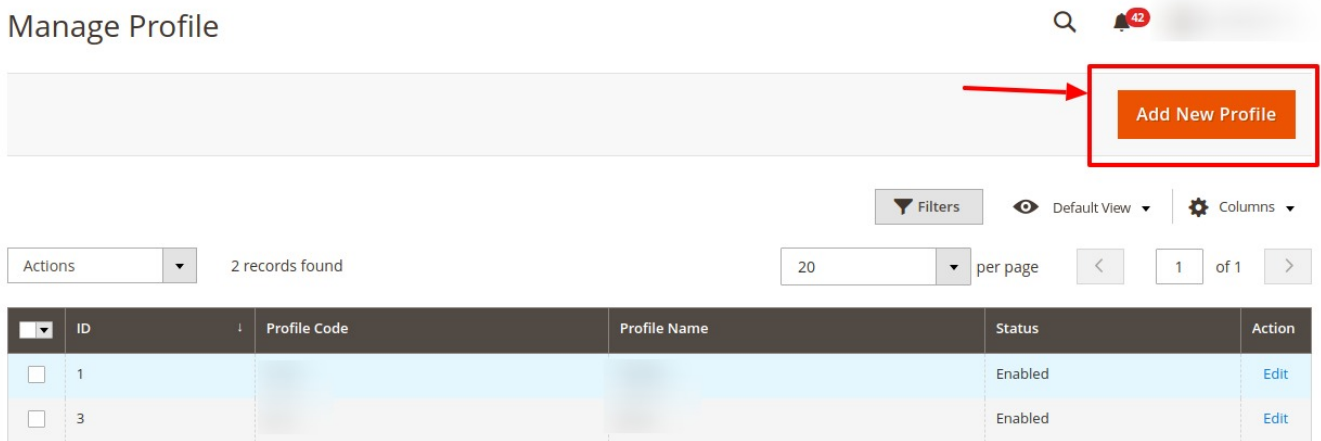 Manage Profile
42
Add New Profile
Filters
Default View
Columns
Actions
2 records found
20
per page
1
of 1
ID
Profile Code
Profile Name
Status
Action
1
Enabled
Edit
3
Enabled
Edit